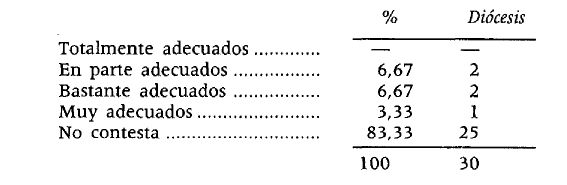 % Diócesis
Totalmente adecuados ............. — —
En parte adecuados ................. 6,67 2
Bastante adecuados ................. 6,67 2
Muy adecuados ........................ 3,33 1
No contesta .............................. 83,33 25
100 30